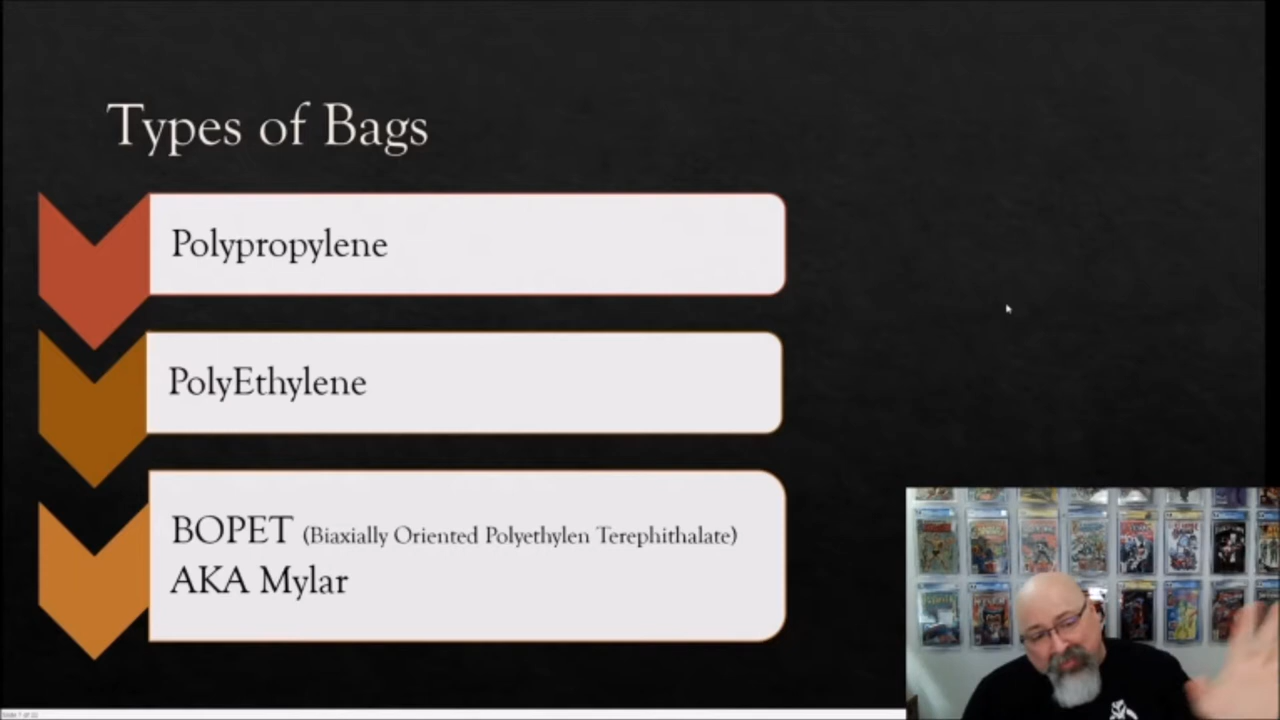 Types of Bags
Polypropylene
PolyEthylene
BOPET (Biaxially Oriented Polyethylen Terephithalate)
AKA Mylar